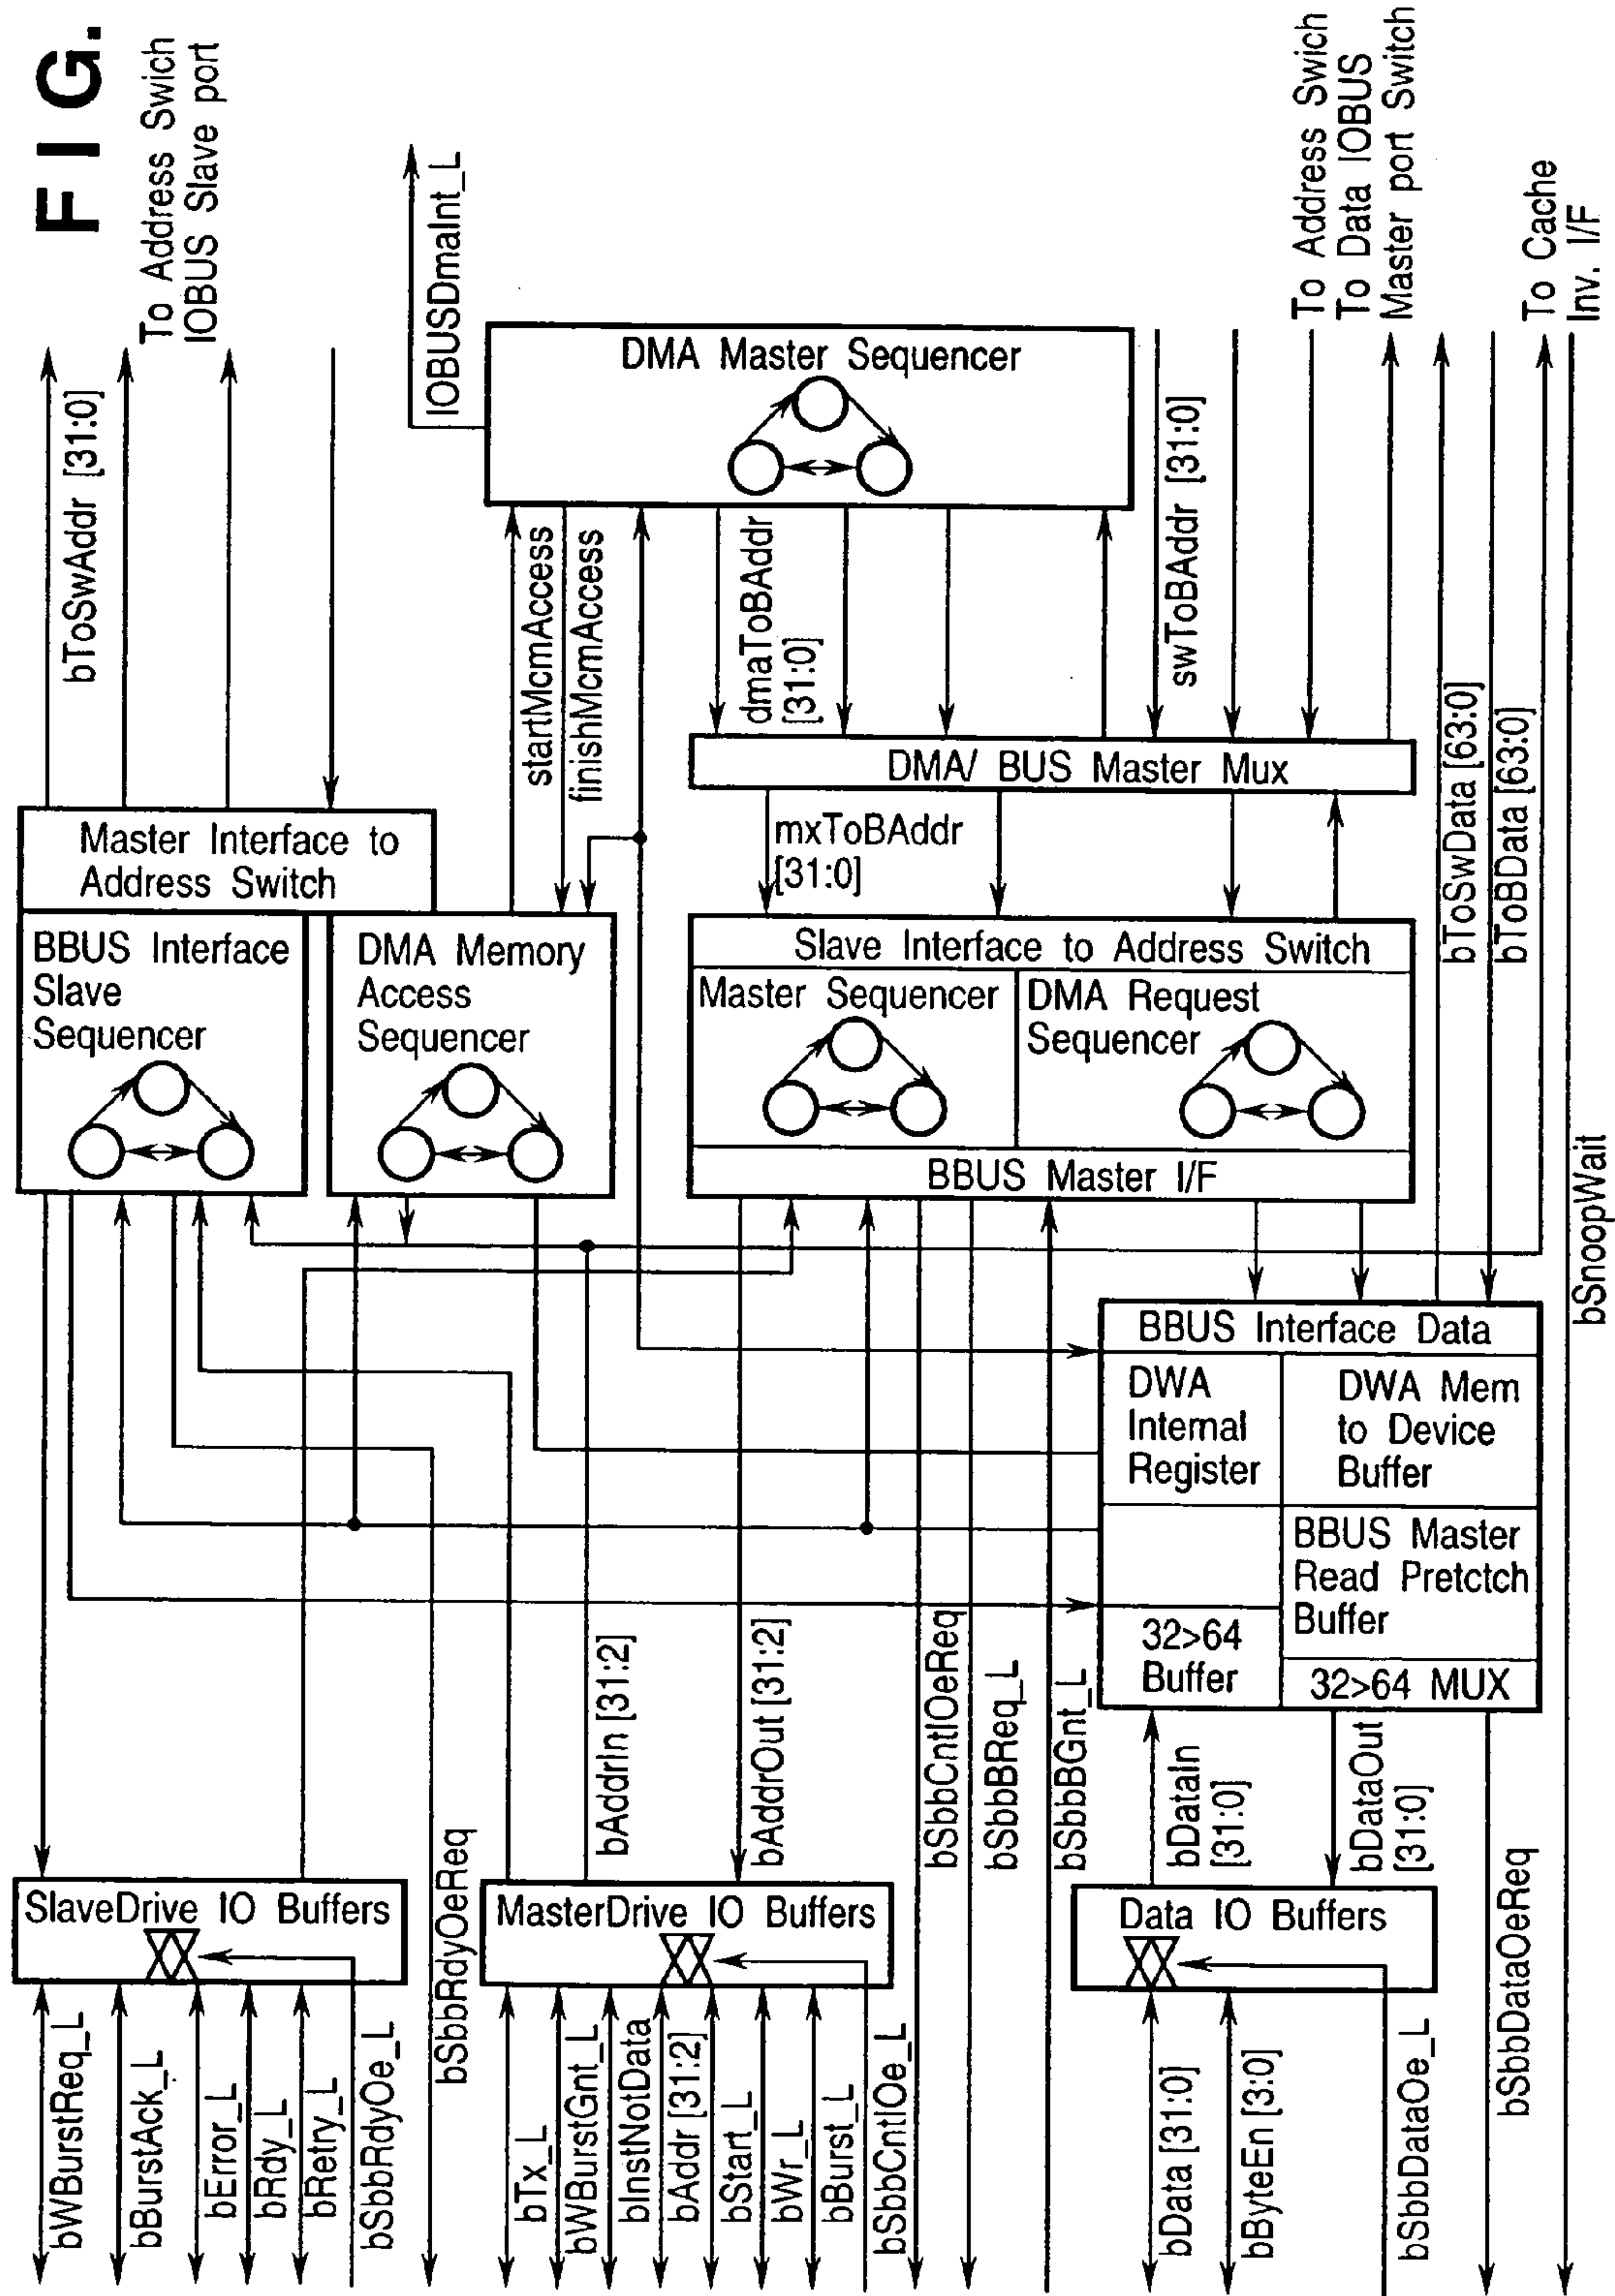 FIG.
To Address Swich
IOBUS Slave port
bToSwAddr [31:0]
IOBUSDmaInt_L
DMA Master Sequencer
startMcmAccess
finishMcmAccess
dmaToBAddr
[31:0]
swToBAddr [31:0]
To Address Swich
To Data IOBUS
Master port Switch
To Cache
Inv. I/F
Master Interface to
Address Switch
BBUS Interface
Slave
Sequencer
DMA Memory
Access
Sequencer
DMA/ BUS Master Mux
mxToBAddr
[31:0]
Slave Interface to Address Switch
Master Sequencer
DMA Request
Sequencer
BBUS Master I/F
bToSwData [63:0]
bToBData [63:0]
bSnoopWait
BBUS Interface Data
DWA
Internal
Register
DWA Mem
to Device
Buffer
BBUS Master
Read Pretctch
Buffer
32>64
Buffer
32>64 MUX
bAddrIn [31:2]
bAddrOut [31:2]
bSbbCntlOeReq
bSbbBReq_L
bSbbBGnt_L
bDataIn
[31:0]
bDataOut
[31:0]
SlaveDrive IO Buffers
bSbbRdyOeReq
MasterDrive IO Buffers
Data IO Buffers
bSbbDataOeReq
bWBurstReq_L
bBurstAck_L
bError_L
bRdy_L
bRetry_L
bSbbRdyOe_L
bTx_L
bWBurstGnt_L
bInstNotData
bAddr [31:2]
bStart_L
bWr_L
bBurst_L
bSbbCntlOe_L
bData [31:0]
bByteEn [3:0]
bSbbDataOe_L